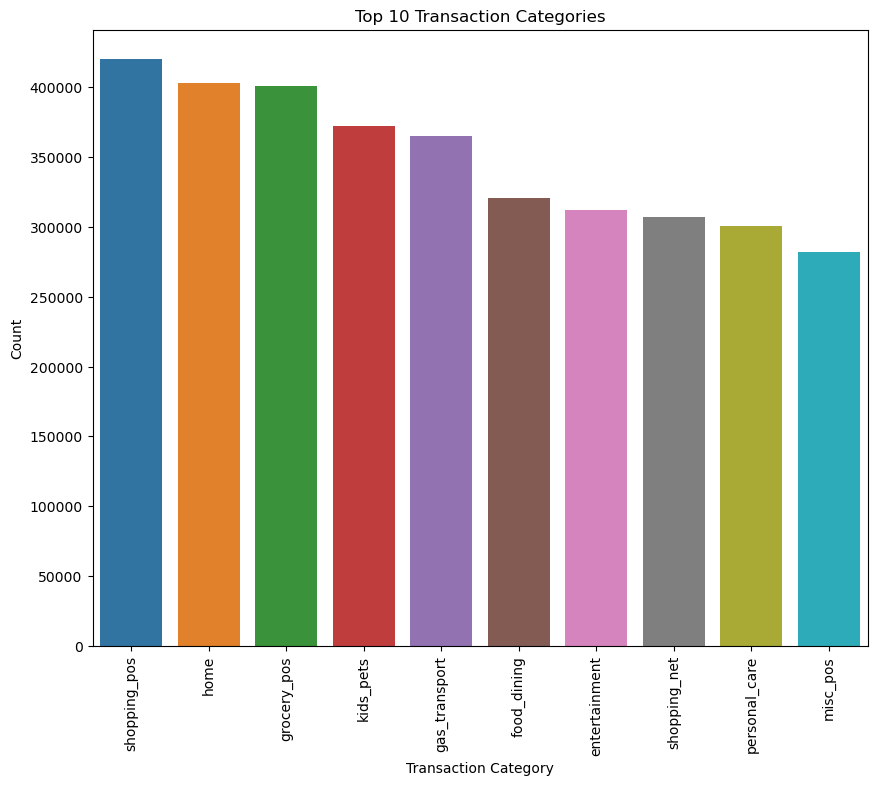 Top 10 Transaction Categories
Count
400000
350000
300000
250000
200000
150000
100000
50000
0
shopping_pos
home
grocery_pos
kids_pets
gas_transport
food_dining
entertainment
shopping_net
personal_care
misc_pos
Transaction Category